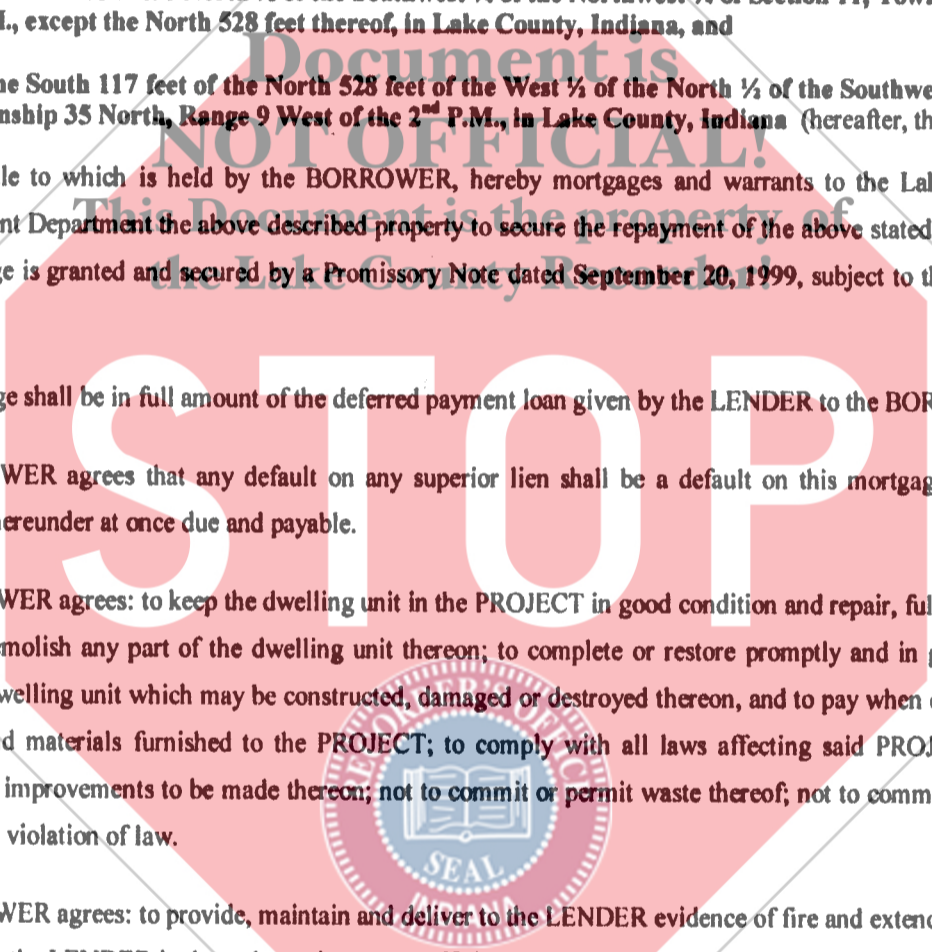 I., except the North 528 feet thereof, in Lake County, Indiana, and
Document is
he South 117 feet of the North 528 feet of the West ½ of the North ½ of the Southwe
nship 35 North, Range 9 West of the 2nd P.M., in Lake County, Indiana (hereafter, th
NOT OFFICIAL!
le to which is held by the BORROWER, hereby mortgages and warrants to the Lal
This Document is the property of
nt Department the above described property to secure the repayment of the above stated
ge is granted and secured by a Promissory Note dated September 20, 1999, subject to th
the Lake County Recorder!
STOP
ge shall be in full amount of the deferred payment loan given by the LENDER to the BOR
WER agrees that any default on any superior lien shall be a default on this mortgag
hereunder at once due and payable.
WER agrees: to keep the dwelling unit in the PROJECT in good condition and repair, ful
molish any part of the dwelling unit thereon; to complete or restore promptly and in g
welling unit which may be constructed, damaged or destroyed thereon, and to pay when
d materials furnished to the PROJECT; to comply with all laws affecting said PROJ
improvements to be made thereon; not to commit or permit waste thereof; not to comm
violation of law.
RECORDER'S OFFICE
SEAL
INDIANA
WER agrees: to provide, maintain and deliver to the LENDER evidence of fire and extend